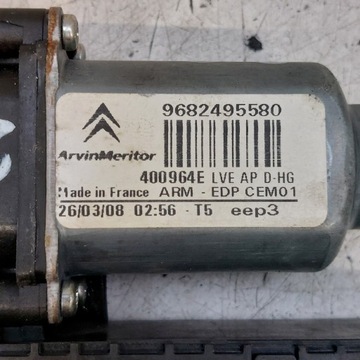 9682495580
ArvinMeritor
400964E LVE AP D-HG
Made in France ARM - EDP CEM01
26/03/08 02:56 - T5 eep3